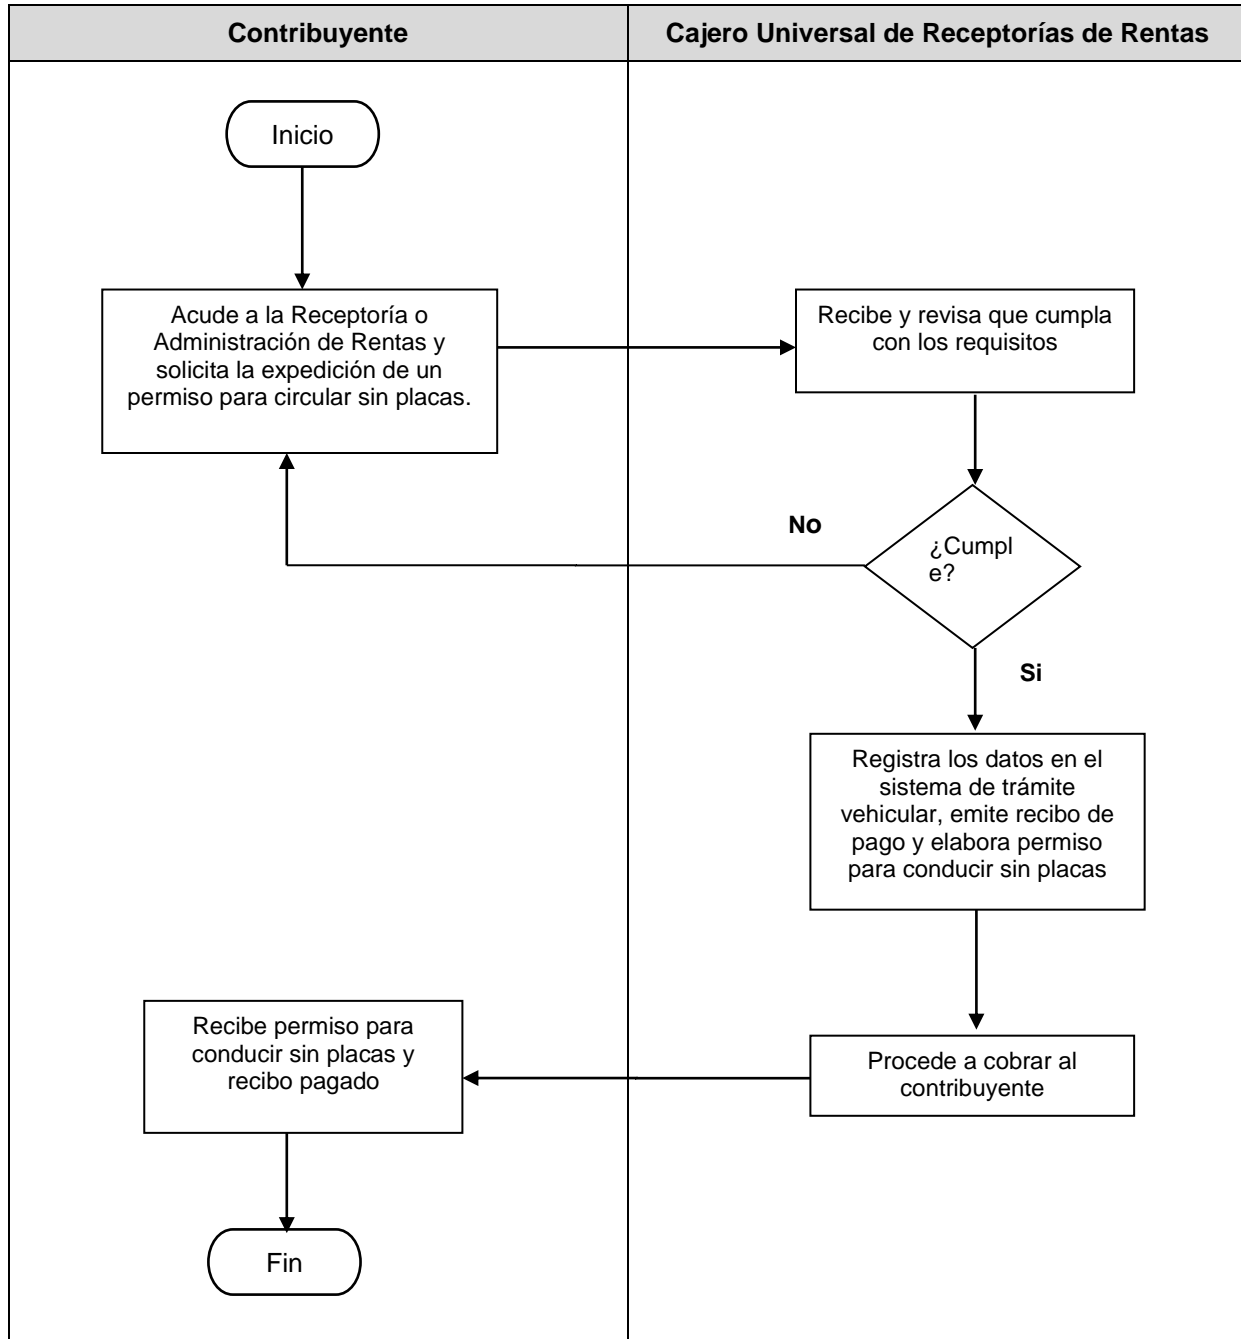 Contribuyente
Cajero Universal de Receptorías de Rentas
Inicio
Acude a la Receptoría o
Administración de Rentas y
solicita la expedición de un
permiso para circular sin placas.
Recibe y revisa que cumpla
con los requisitos
¿Cumpl
e?
No
Si
Registra los datos en el
sistema de trámite
vehicular, emite recibo de
pago y elabora permiso
para conducir sin placas
Procede a cobrar al
contribuyente
Recibe permiso para
conducir sin placas y
recibo pagado
Fin